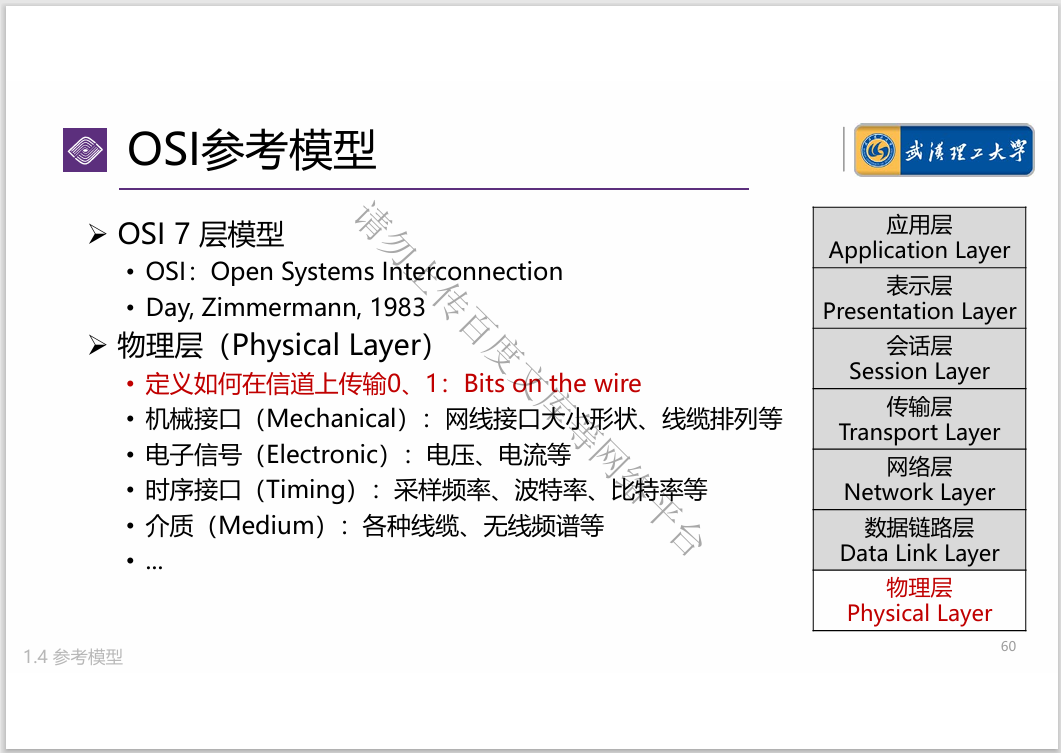 OSI参考模型
武汉理工大学
➢ OSI 7 层模型
• OSI：Open Systems Interconnection
• Day, Zimmermann, 1983
➢ 物理层（Physical Layer）
• 定义如何在信道上传输0、1：Bits on the wire
• 机械接口（Mechanical）：网线接口大小形状、线缆排列等
• 电子信号（Electronic）：电压、电流等
• 时序接口（Timing）：采样频率、波特率、比特率等
• 介质（Medium）：各种线缆、无线频谱等
• ...
请勿上传百度文库等网络平台
应用层
Application Layer
表示层
Presentation Layer
会话层
Session Layer
传输层
Transport Layer
网络层
Network Layer
数据链路层
Data Link Layer
物理层
Physical Layer
1.4 参考模型
60